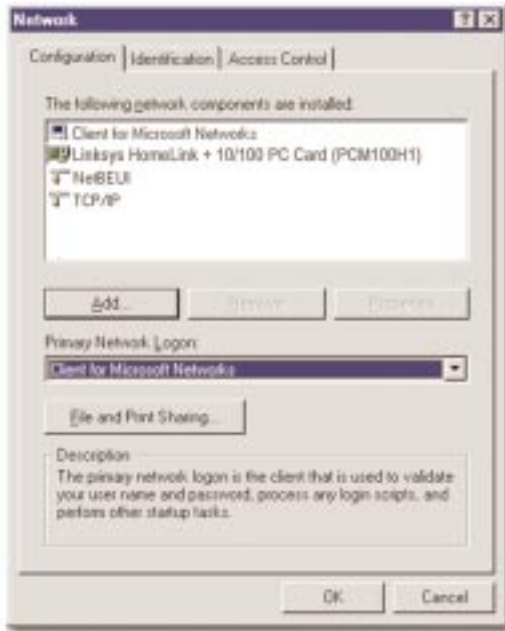 Network
Configuration Identification Access Control
The following network components are installed:
Client for Microsoft Networks
Linksys HomeLink + 10/100 PC Card (PCM100H1)
NetBEUI
TCP/IP
Add... Remove Properties
Primary Network Logon:
Client for Microsoft Networks
File and Print Sharing...
Description
The primary network logon is the client that is used to validate
your user name and password, process any login scripts, and
perform other startup tasks.
OK Cancel